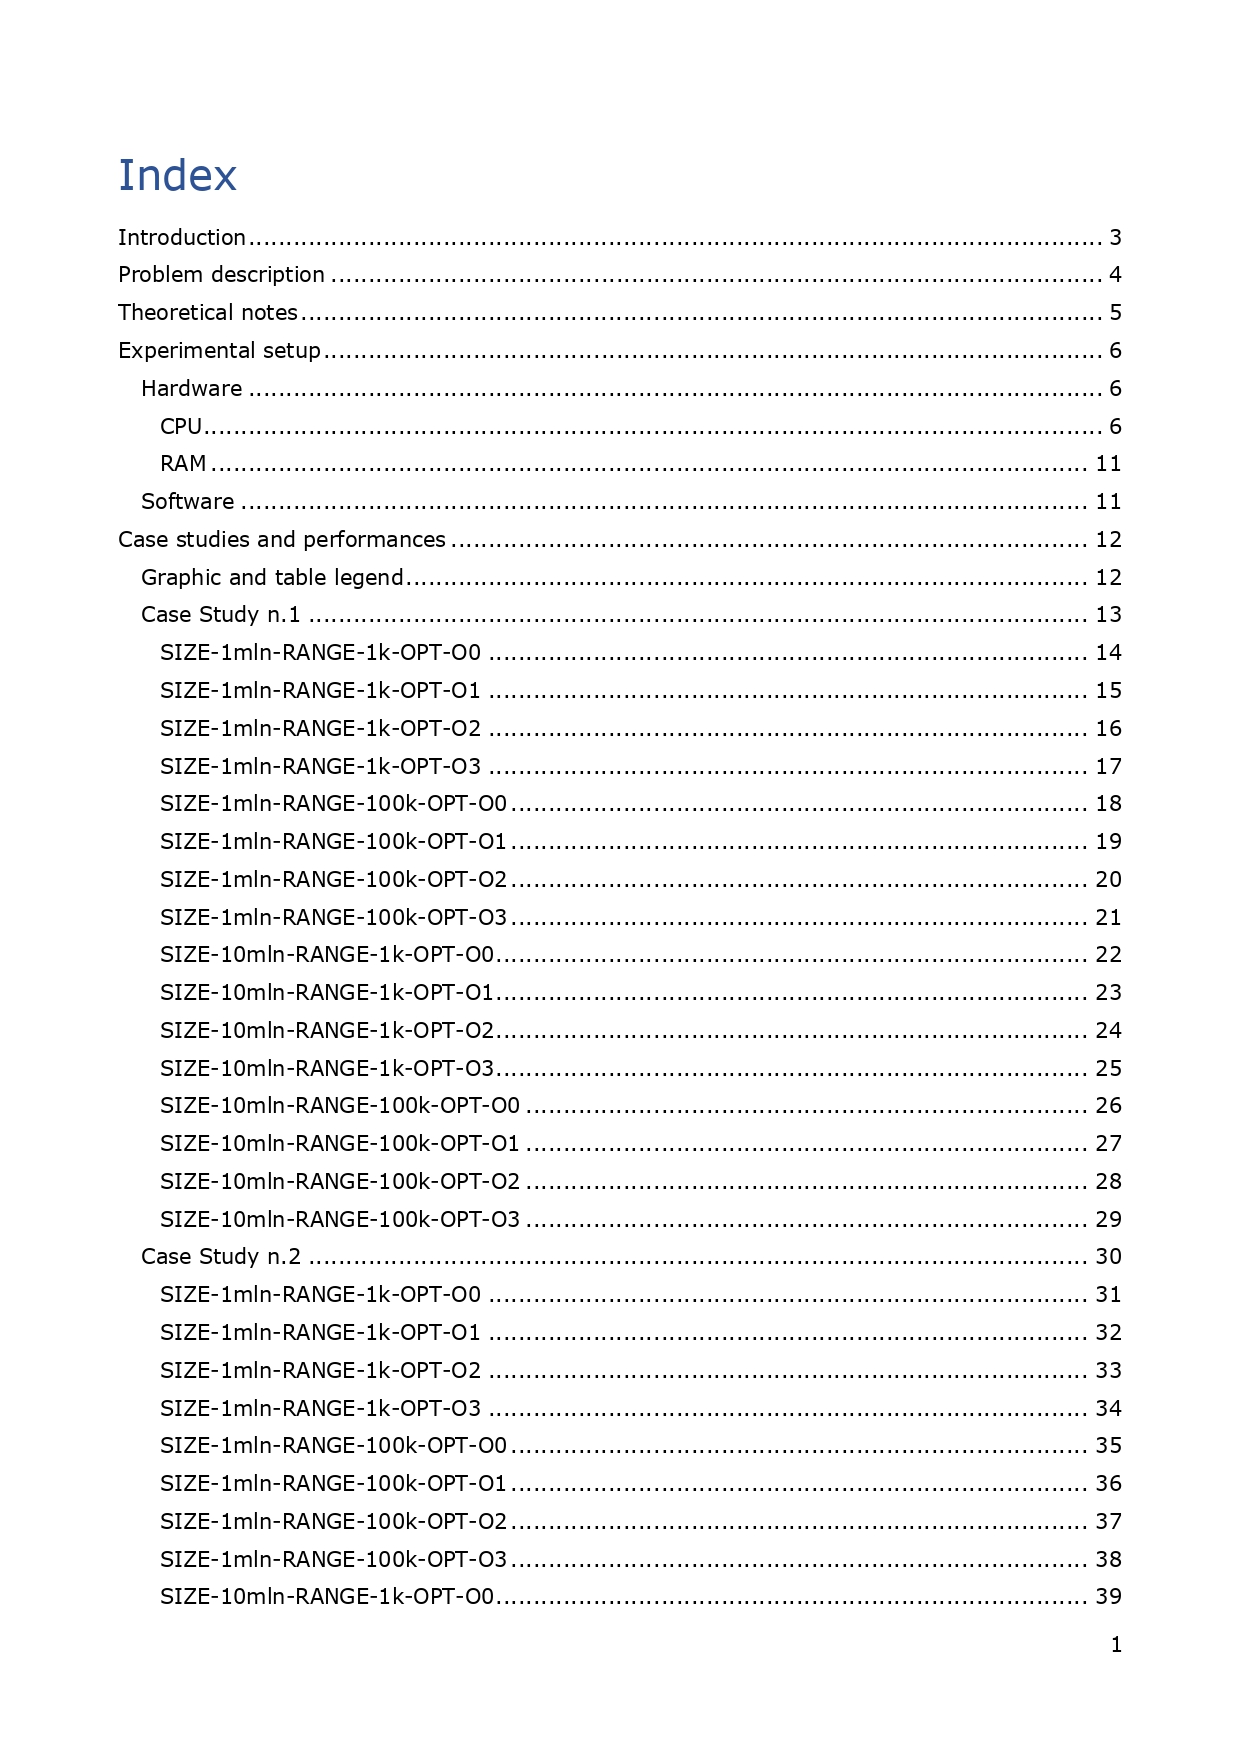 Index
Introduction........................................................................................................................ 3
Problem description ........................................................................................................ 4
Theoretical notes............................................................................................................ 5
Experimental setup......................................................................................................... 6
Hardware ................................................................................................................... 6
CPU......................................................................................................................... 6
RAM ...................................................................................................................... 11
Software .................................................................................................................. 11
Case studies and performances ...................................................................................... 12
Graphic and table legend............................................................................................ 12
Case Study n.1 ......................................................................................................... 13
SIZE-1mln-RANGE-1k-OPT-O0 ................................................................................. 14
SIZE-1mln-RANGE-1k-OPT-O1 ................................................................................. 15
SIZE-1mln-RANGE-1k-OPT-O2 ................................................................................. 16
SIZE-1mln-RANGE-1k-OPT-O3 ................................................................................. 17
SIZE-1mln-RANGE-100k-OPT-O0.............................................................................. 18
SIZE-1mln-RANGE-100k-OPT-O1.............................................................................. 19
SIZE-1mln-RANGE-100k-OPT-O2.............................................................................. 20
SIZE-1mln-RANGE-100k-OPT-O3.............................................................................. 21
SIZE-10mln-RANGE-1k-OPT-O0................................................................................ 22
SIZE-10mln-RANGE-1k-OPT-O1................................................................................ 23
SIZE-10mln-RANGE-1k-OPT-O2................................................................................ 24
SIZE-10mln-RANGE-1k-OPT-O3................................................................................ 25
SIZE-10mln-RANGE-100k-OPT-O0 ............................................................................ 26
SIZE-10mln-RANGE-100k-OPT-O1 ............................................................................ 27
SIZE-10mln-RANGE-100k-OPT-O2 ............................................................................ 28
SIZE-10mln-RANGE-100k-OPT-O3 ............................................................................ 29
Case Study n.2 ......................................................................................................... 30
SIZE-1mln-RANGE-1k-OPT-O0 ................................................................................. 31
SIZE-1mln-RANGE-1k-OPT-O1 ................................................................................. 32
SIZE-1mln-RANGE-1k-OPT-O2 ................................................................................. 33
SIZE-1mln-RANGE-1k-OPT-O3 ................................................................................. 34
SIZE-1mln-RANGE-100k-OPT-O0.............................................................................. 35
SIZE-1mln-RANGE-100k-OPT-O1.............................................................................. 36
SIZE-1mln-RANGE-100k-OPT-O2.............................................................................. 37
SIZE-1mln-RANGE-100k-OPT-O3.............................................................................. 38
SIZE-10mln-RANGE-1k-OPT-O0................................................................................ 39
1